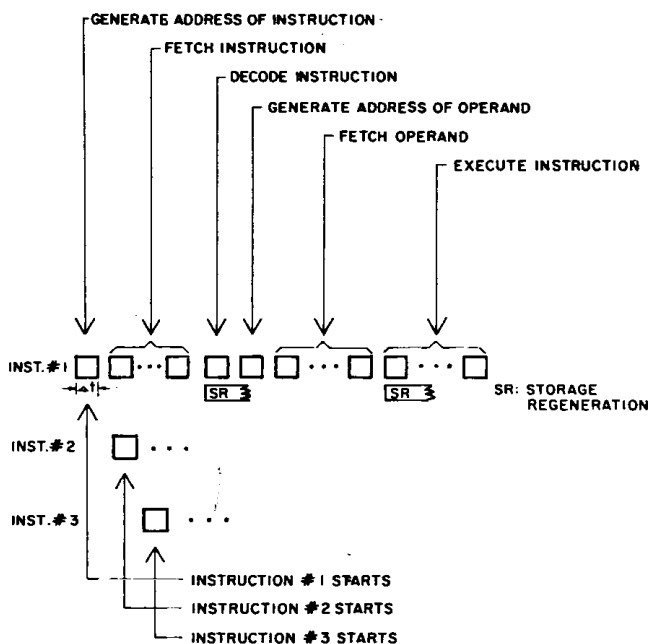 GENERATE ADDRESS OF INSTRUCTION
FETCH INSTRUCTION
DECODE INSTRUCTION
GENERATE ADDRESS OF OPERAND
FETCH OPERAND
EXECUTE INSTRUCTION
INST.#1
Δt
SR
SR
SR: STORAGE
REGENERATION
INST.#2
INST.#3
INSTRUCTION #1 STARTS
INSTRUCTION #2 STARTS
INSTRUCTION #3 STARTS